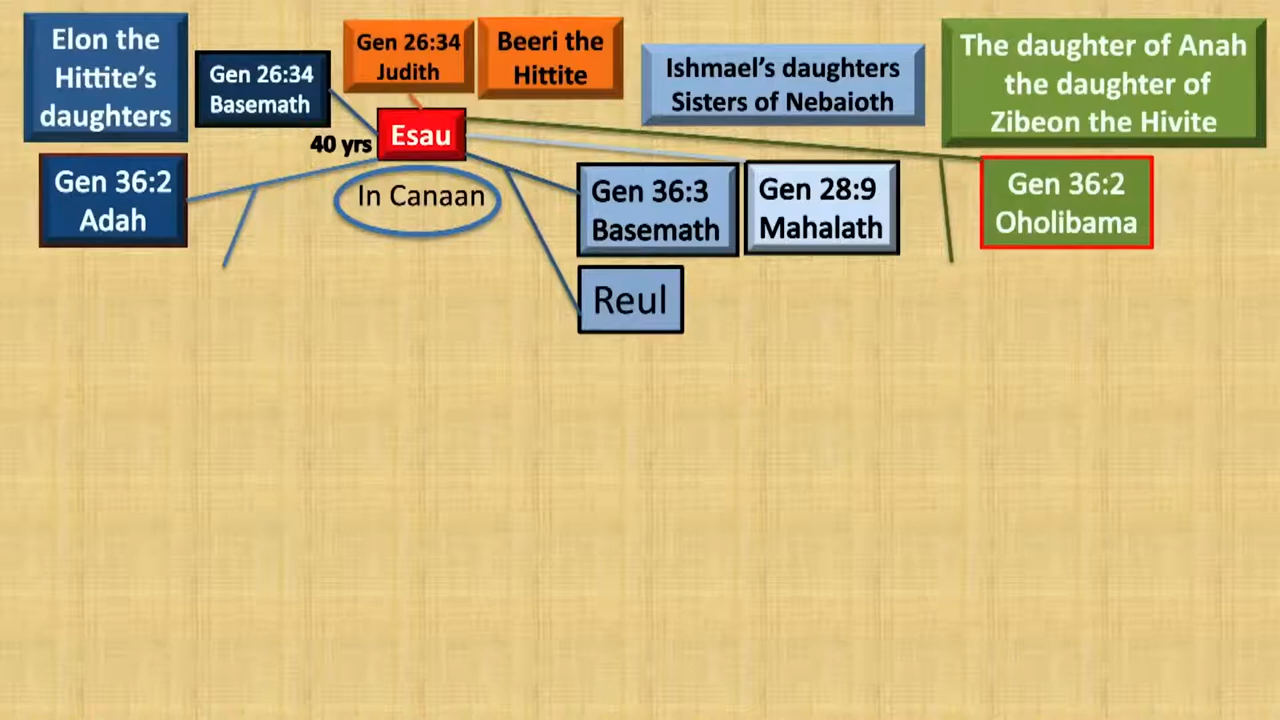 Elon the
Hittite's
daughters
Gen 26:34
Basemath
Gen 26:34
Judith
Beeri the
Hittite
Ishmael's daughters
Sisters of Nebaioth
The daughter of Anah
the daughter of
Zibeon the Hivite
40 yrs
Esau
In Canaan
Gen 36:2
Adah
Gen 36:3
Basemath
Gen 28:9
Mahalath
Gen 36:2
Oholibama
Reul